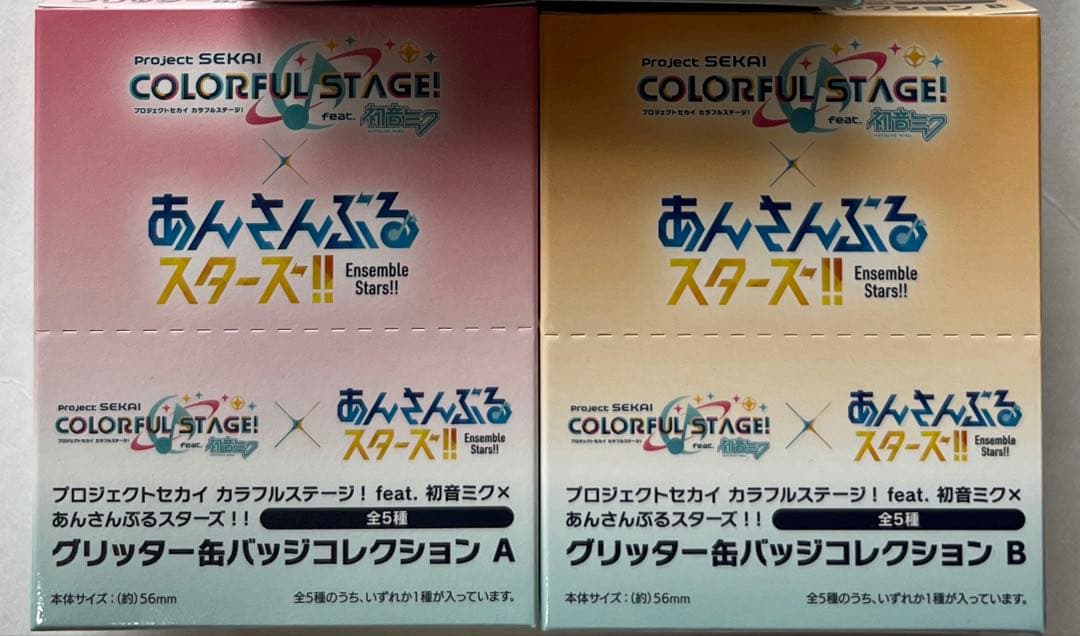 クション B
Project SEKAI
COLORFUL STAGE!
プロジェクトセカイ カラフルステージ!
feat. 初音ミク
HATSUNE MIKU
×
あんさんぶる
スターズ!!
Ensemble
Stars!!
Project SEKAI
COLORFUL STAGE!
プロジェクトセカイ カラフルステージ!
feat. 初音ミク
×
あんさんぶる
スターズ!!
Ensemble
Stars!!
プロジェクトセカイ カラフルステージ! feat. 初音ミク×
あんさんぶるスターズ!! 全5種
グリッター缶バッジコレクション A
本体サイズ:(約)56mm 全5種のうち、いずれか1種が入っています。
Project SEKAI
COLORFUL STAGE!
プロジェクトセカイ カラフルステージ!
feat. 初音ミク
HATSUNE MIKU
×
あんさんぶる
スターズ!!
Ensemble
Stars!!
Project SEKAI
COLORFUL STAGE!
プロジェクトセカイ カラフルステージ!
feat. 初音ミク
×
あんさんぶる
スターズ!!
Ensemble
Stars!!
プロジェクトセカイ カラフルステージ! feat. 初音ミク×
あんさんぶるスターズ!! 全5種
グリッター缶バッジコレクション B
本体サイズ:(約)56mm 全5種のうち、いずれか1種が入っています。